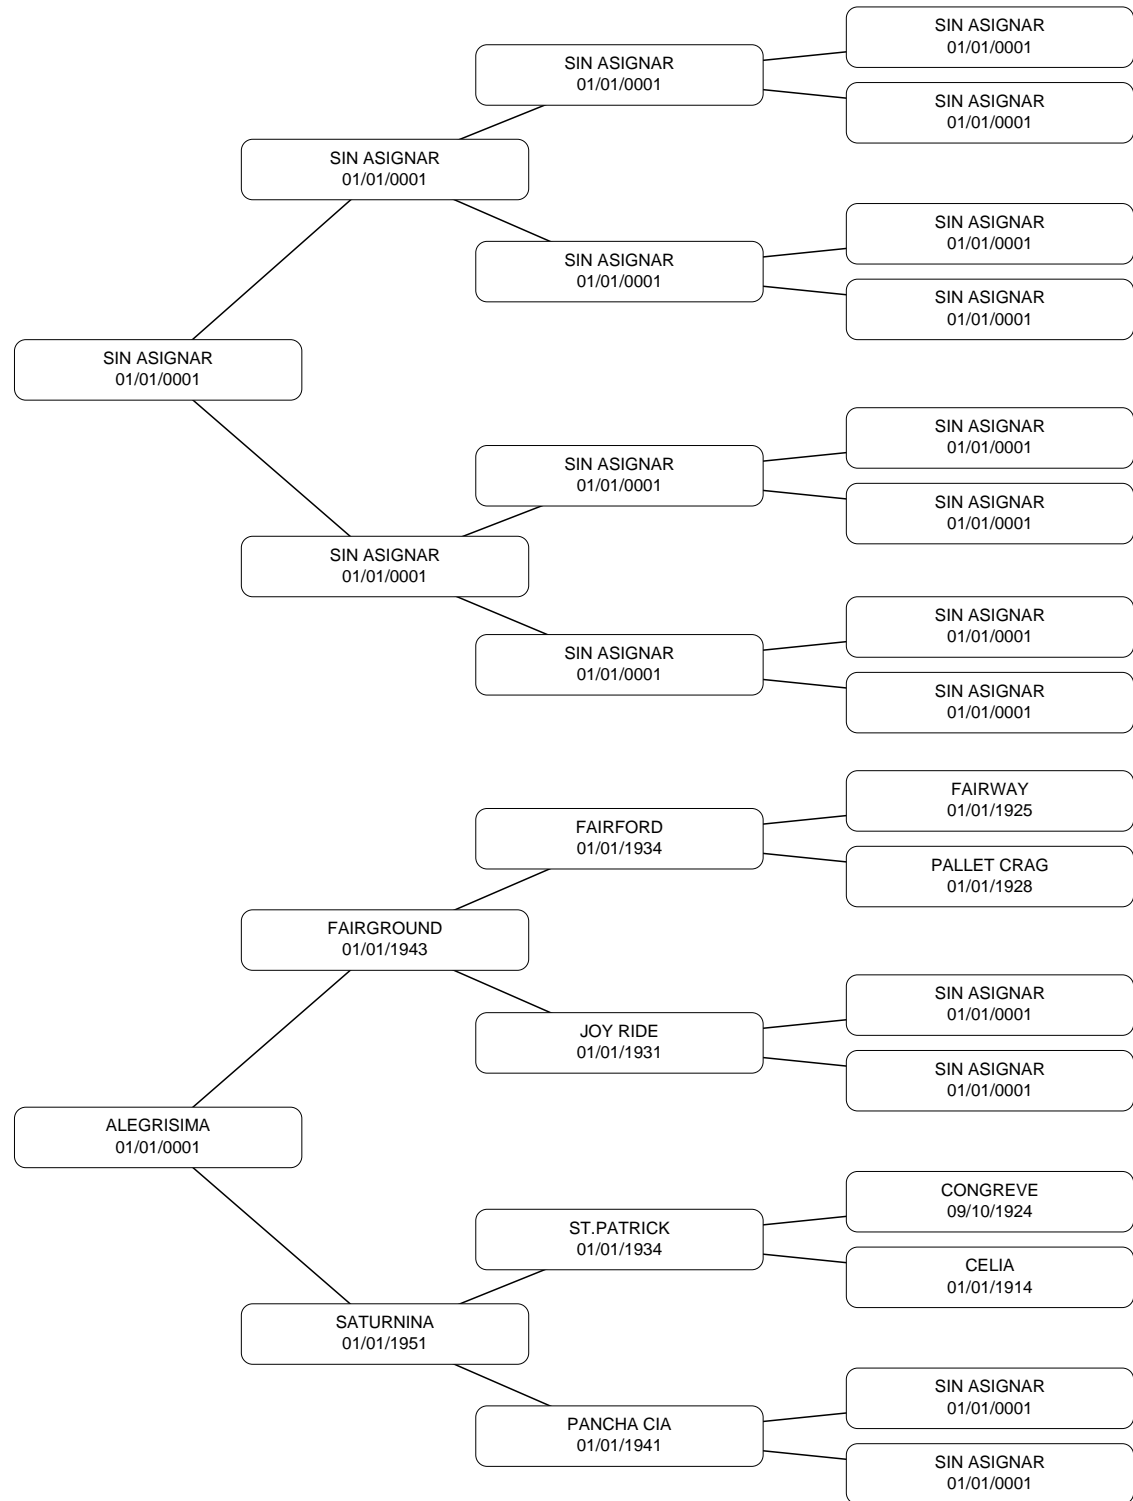 SIN ASIGNAR
01/01/0001
SIN ASIGNAR
01/01/0001
SIN ASIGNAR
01/01/0001
SIN ASIGNAR
01/01/0001
SIN ASIGNAR
01/01/0001
SIN ASIGNAR
01/01/0001
SIN ASIGNAR
01/01/0001
SIN ASIGNAR
01/01/0001
SIN ASIGNAR
01/01/0001
SIN ASIGNAR
01/01/0001
SIN ASIGNAR
01/01/0001
SIN ASIGNAR
01/01/0001
SIN ASIGNAR
01/01/0001
SIN ASIGNAR
01/01/0001
SIN ASIGNAR
01/01/0001
FAIRWAY
01/01/1925
FAIRFORD
01/01/1934
PALLET CRAG
01/01/1928
FAIRGROUND
01/01/1943
SIN ASIGNAR
01/01/0001
JOY RIDE
01/01/1931
SIN ASIGNAR
01/01/0001
ALEGRISIMA
01/01/0001
CONGREVE
09/10/1924
ST.PATRICK
01/01/1934
CELIA
01/01/1914
SATURNINA
01/01/1951
SIN ASIGNAR
01/01/0001
PANCHA CIA
01/01/1941
SIN ASIGNAR
01/01/0001